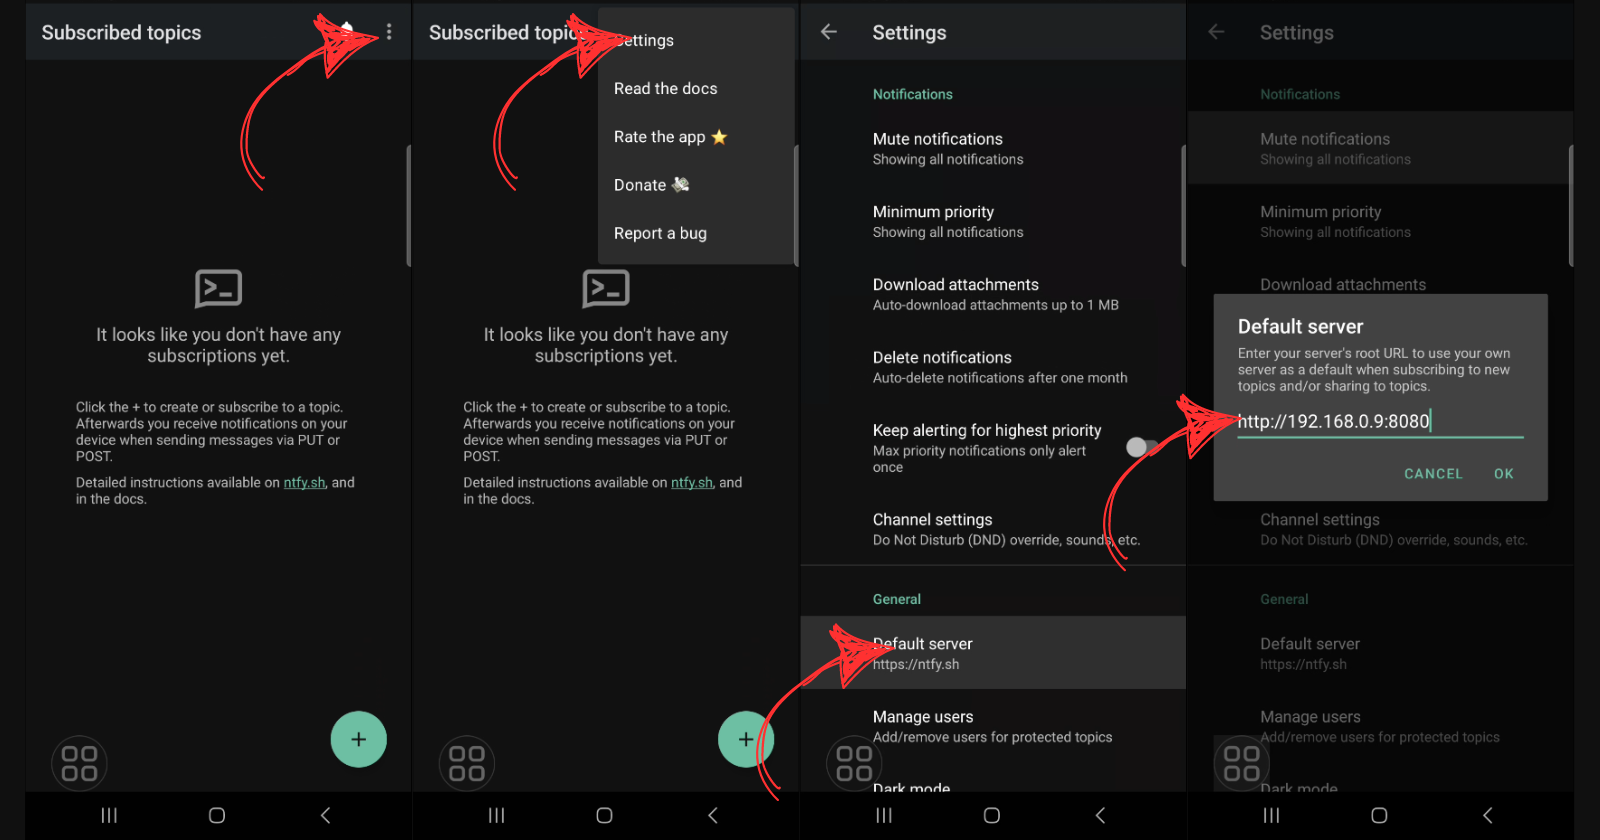 Subscribed topics
It looks like you don't have any
subscriptions yet.
Click the + to create or subscribe to a topic.
Afterwards you receive notifications on your
device when sending messages via PUT or
POST.
Detailed instructions available on ntfy.sh, and
in the docs.
+
Subscribed topics
Settings
Read the docs
Rate the app ⭐
Donate 💸
Report a bug
It looks like you don't have any
subscriptions yet.
Click the + to create or subscribe to a topic.
Afterwards you receive notifications on your
device when sending messages via PUT or
POST.
Detailed instructions available on ntfy.sh, and
in the docs.
+
Settings
Notifications
Mute notifications
Showing all notifications
Minimum priority
Showing all notifications
Download attachments
Auto-download attachments up to 1 MB
Delete notifications
Auto-delete notifications after one month
Keep alerting for highest priority
Max priority notifications only alert
once
Channel settings
Do Not Disturb (DND) override, sounds, etc.
General
Default server
https://ntfy.sh
Manage users
Add/remove users for protected topics
Dark mode
Settings
Notifications
Mute notifications
Showing all notifications
Minimum priority
Showing all notifications
Download attachments
Default server
Enter your server's root URL to use your own
server as a default when subscribing to new
topics and/or sharing to topics.
http://192.168.0.9:8080
CANCEL OK
Channel settings
Do Not Disturb (DND) override, sounds, etc.
General
Default server
https://ntfy.sh
Manage users
Add/remove users for protected topics
Dark mode